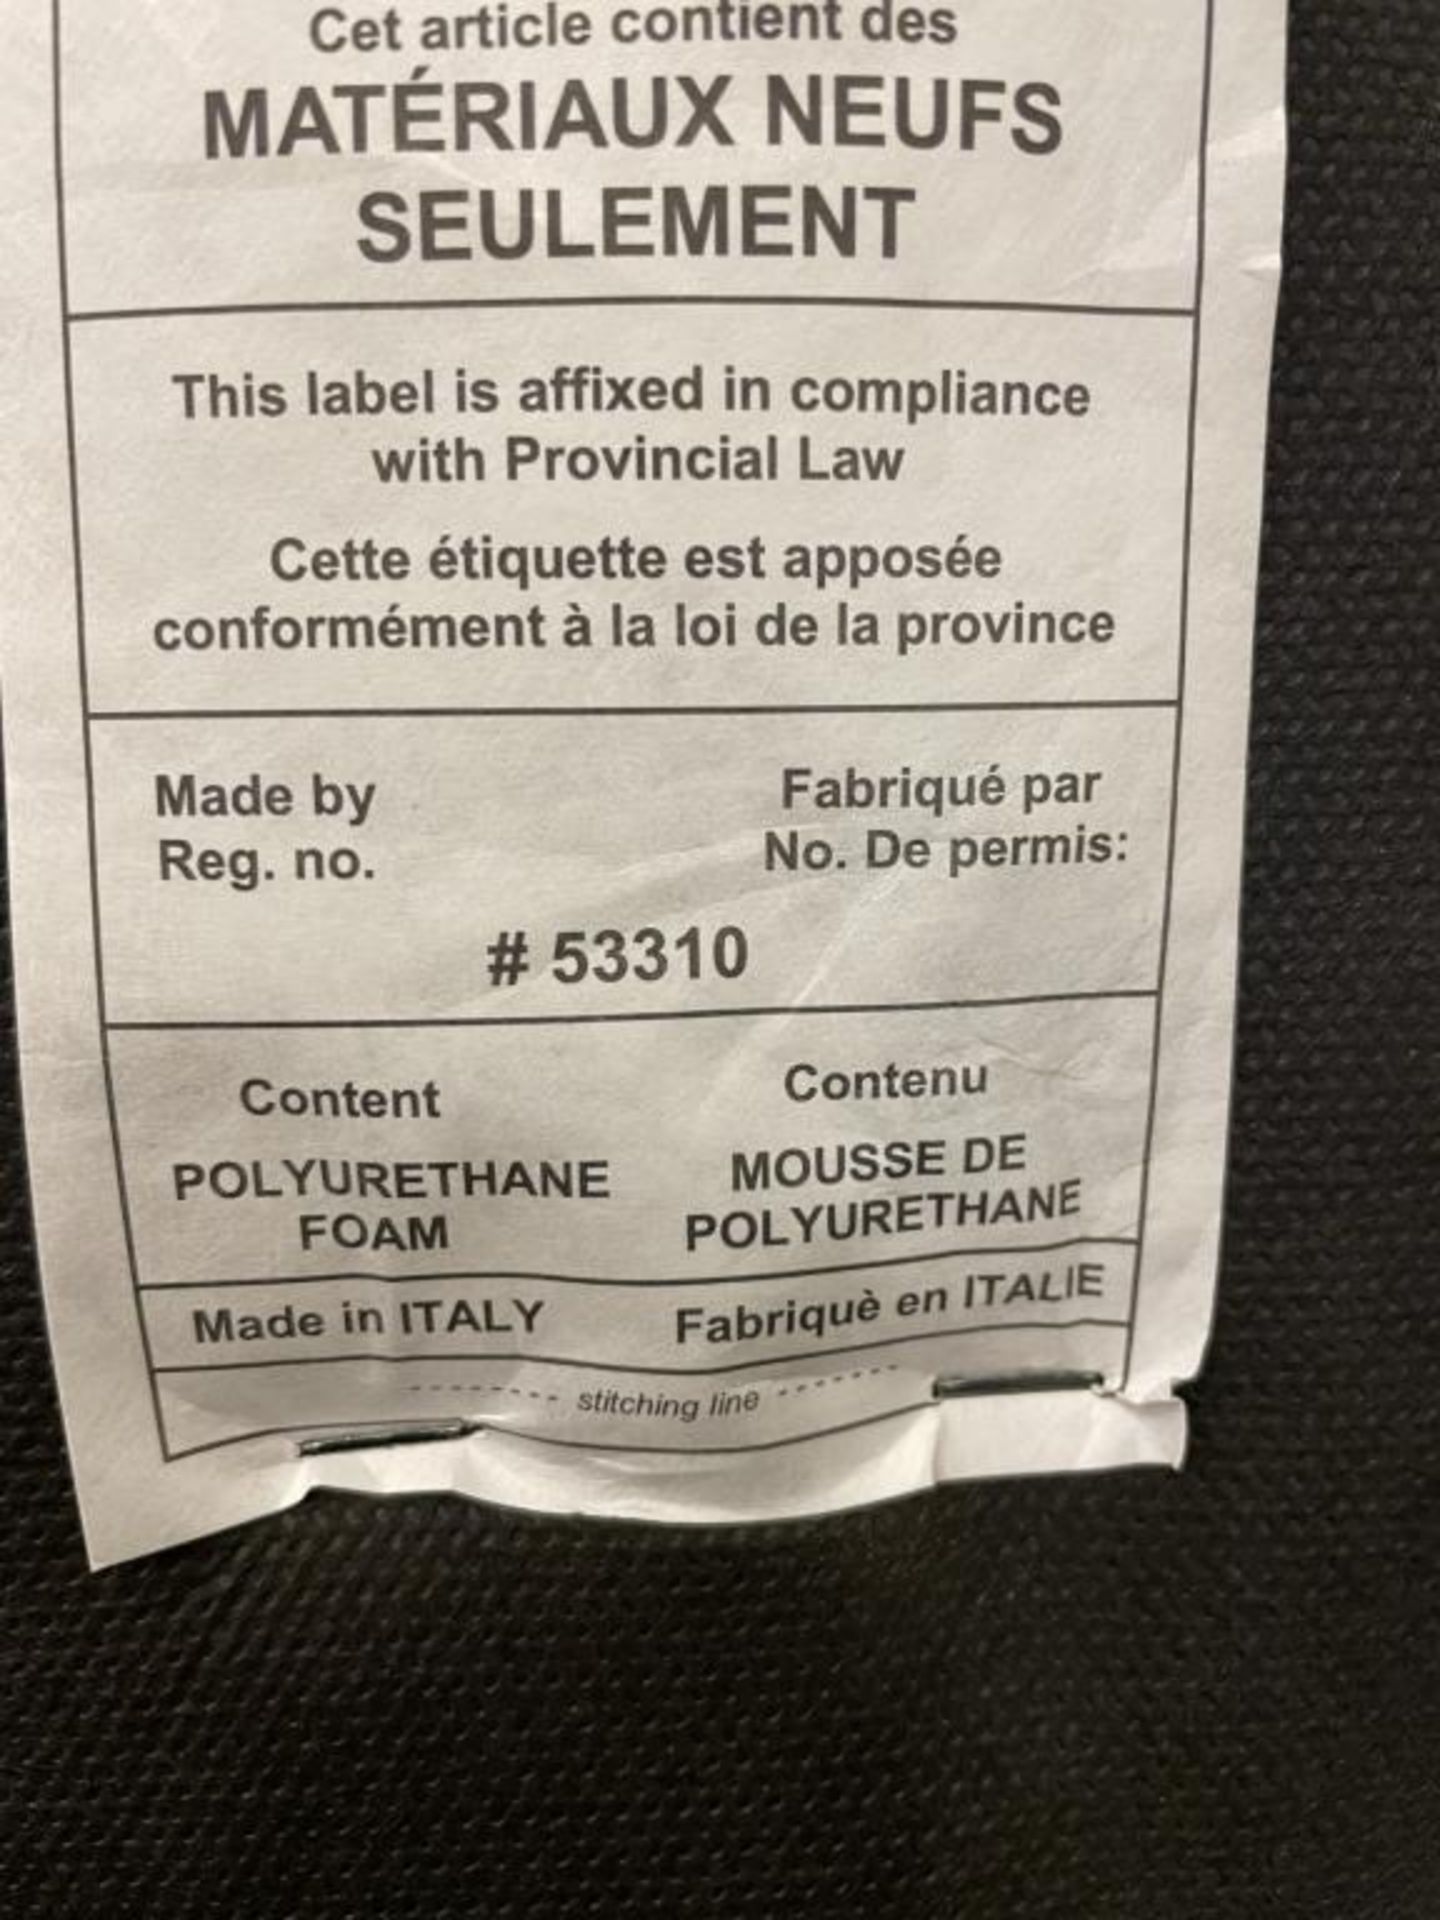 Cet article contient des
MATÉRIAUX NEUFS
SEULEMENT
This label is affixed in compliance
with Provincial Law
Cette étiquette est apposée
conformément à la loi de la province
Made by
Reg. no.
Fabriqué par
No. De permis:
# 53310
Content
POLYURETHANE
FOAM
Contenu
MOUSSE DE
POLYURETHANE
Made in ITALY
Fabriquè en ITALIE
-------- stitching line --------